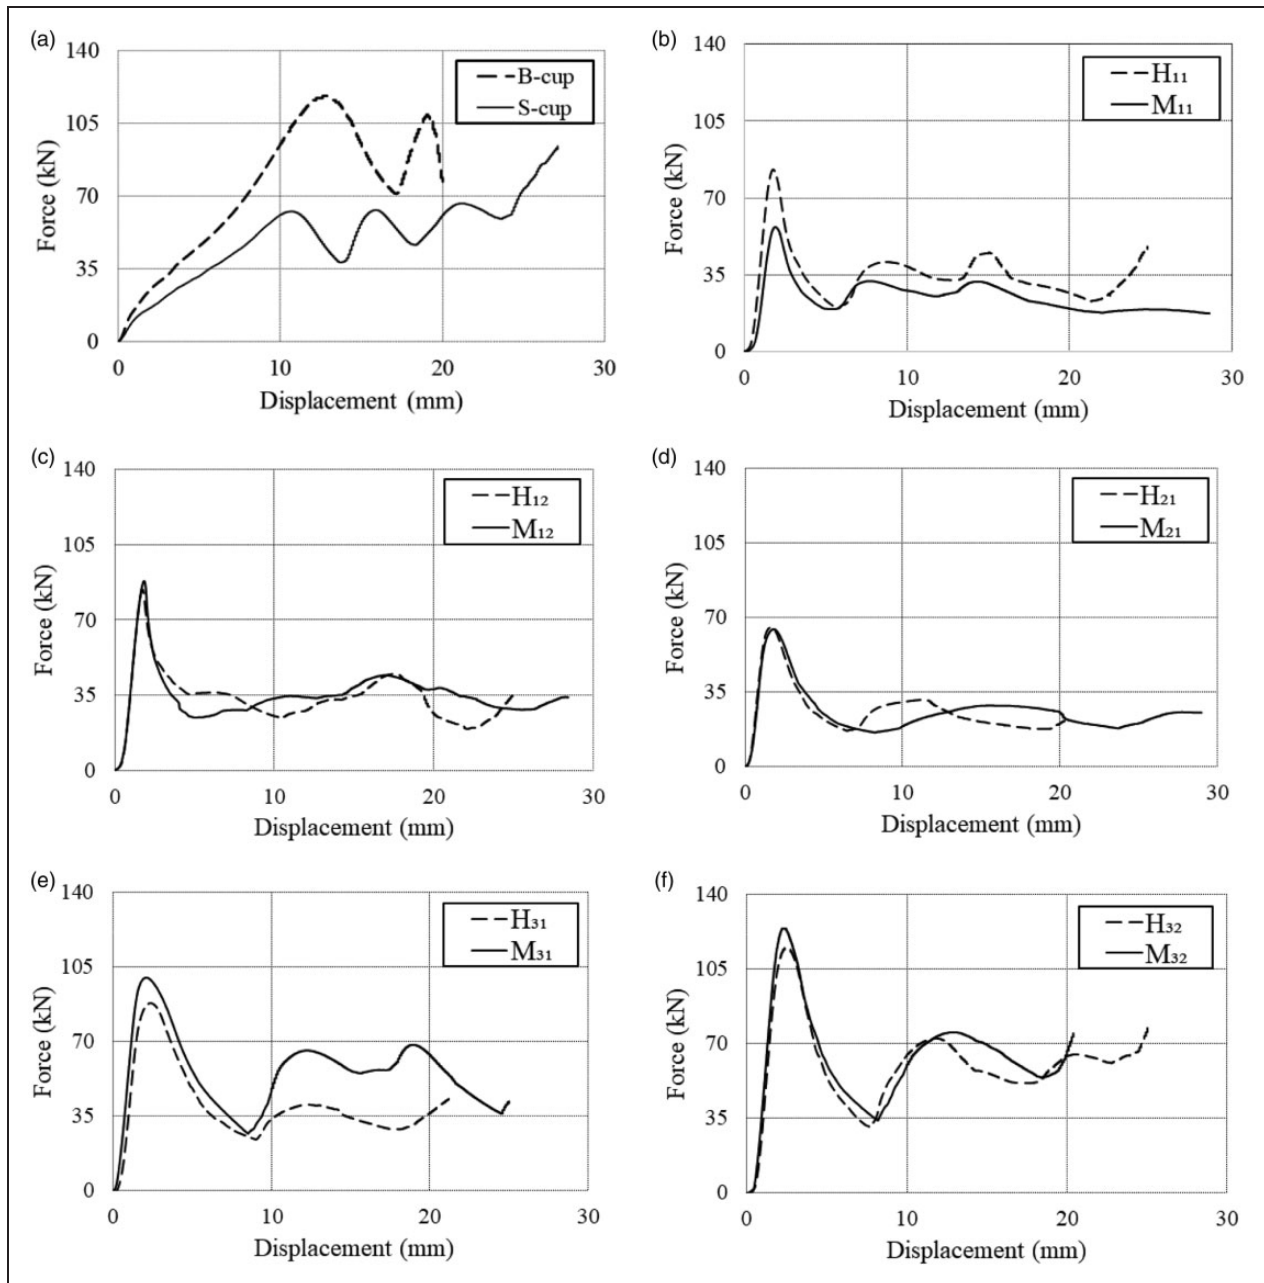 (a)
140
105
70
35
0
Force (kN)
B-cup
S-cup
0 10 20 30
Displacement (mm)
(b)
140
105
70
35
0
Force (kN)
H₁₁
M₁₁
0 10 20 30
Displacement (mm)
(c)
140
105
70
35
0
Force (kN)
H₁₂
M₁₂
0 10 20 30
Displacement (mm)
(d)
140
105
70
35
0
Force (kN)
H₂₁
M₂₁
0 10 20 30
Displacement (mm)
(e)
140
105
70
35
0
Force (kN)
H₃₁
M₃₁
0 10 20 30
Displacement (mm)
(f)
140
105
70
35
0
Force (kN)
H₃₂
M₃₂
0 10 20 30
Displacement (mm)